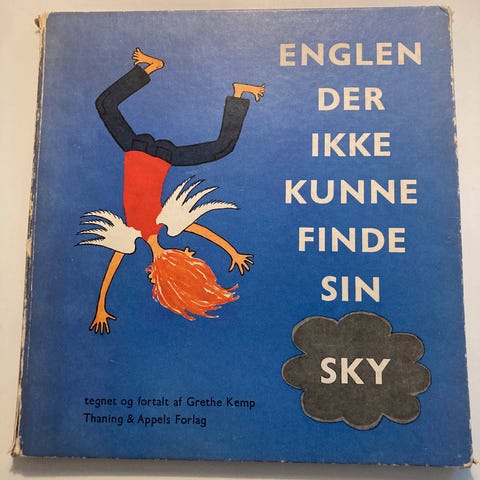 ENGLEN
DER
IKKE
KUNNE
FINDE
SIN
SKY
tegnet og fortalt af Grethe Kemp
Thaning & Appels Forlag